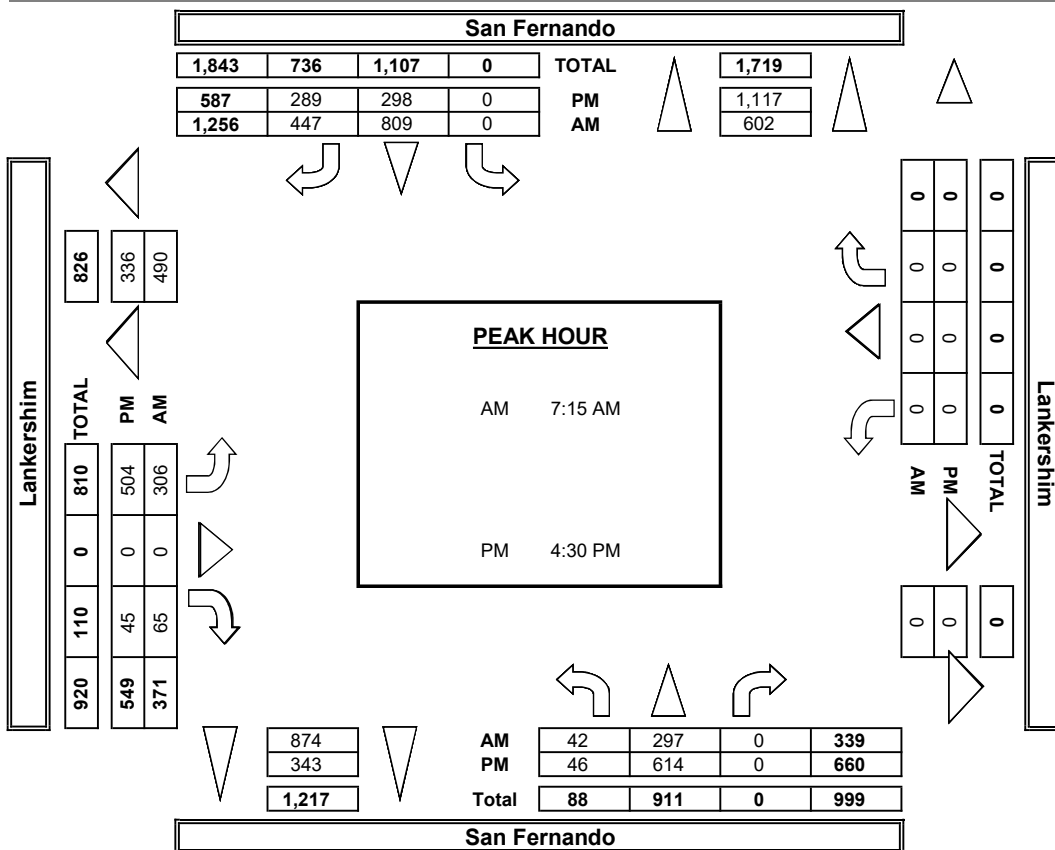 San Fernando
1,843 736 1,107 0 TOTAL 1,719
587 289 298 0 PM 1,117
1,256 447 809 0 AM 602
Lankershim
826
336
490
TOTAL
PM
AM
810 0 110 920
504 0 45 549
306 0 65 371
PEAK HOUR
AM 7:15 AM
PM 4:30 PM
0 0 0 0
0 0 0 0
0 0 0 0
AM
PM
TOTAL
0
0
0
Lankershim
874 AM 42 297 0 339
343 PM 46 614 0 660
1,217 Total 88 911 0 999
San Fernando